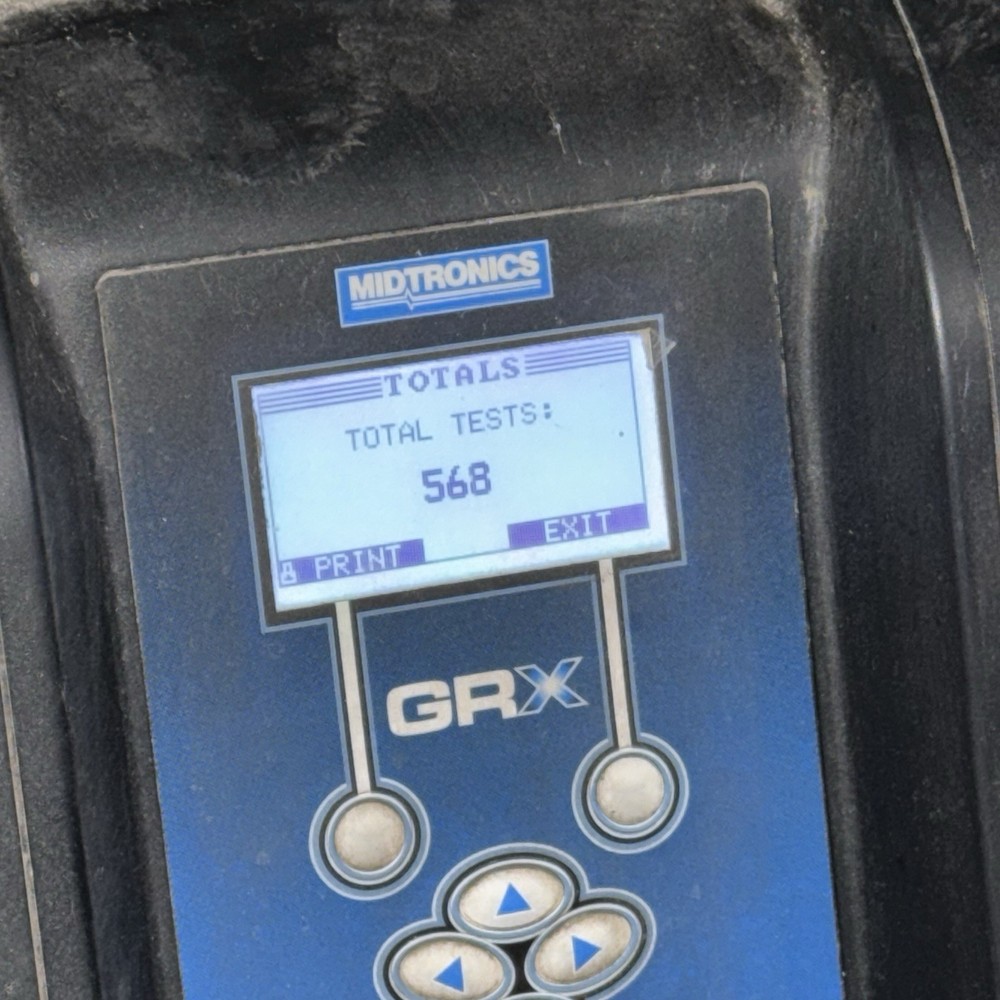 MIDTRONICS
TOTALS
TOTAL TESTS:
568
PRINT
EXIT
GRX